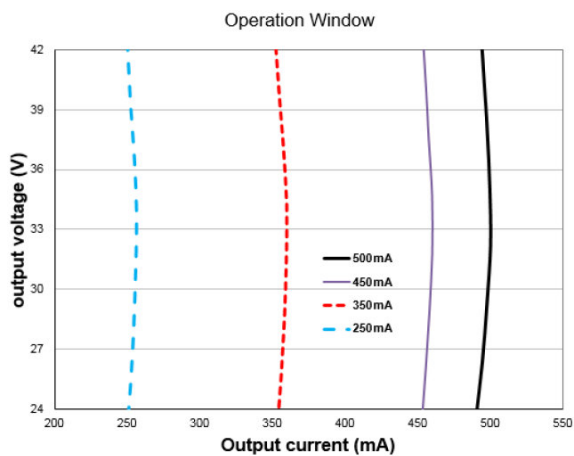 Operation Window
output voltage (V)
42
39
36
33
30
27
24
500mA
450mA
350mA
250mA
200 250 300 350 400 450 500 550
Output current (mA)